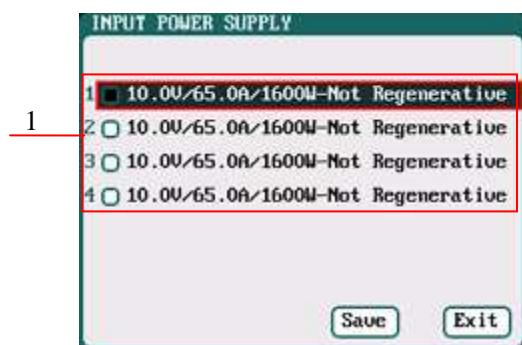 INPUT POWER SUPPLY
1 10.0V/65.0A/1600W-Not Regenerative
1
2 10.0V/65.0A/1600W-Not Regenerative
3 10.0V/65.0A/1600W-Not Regenerative
4 10.0V/65.0A/1600W-Not Regenerative
Save Exit